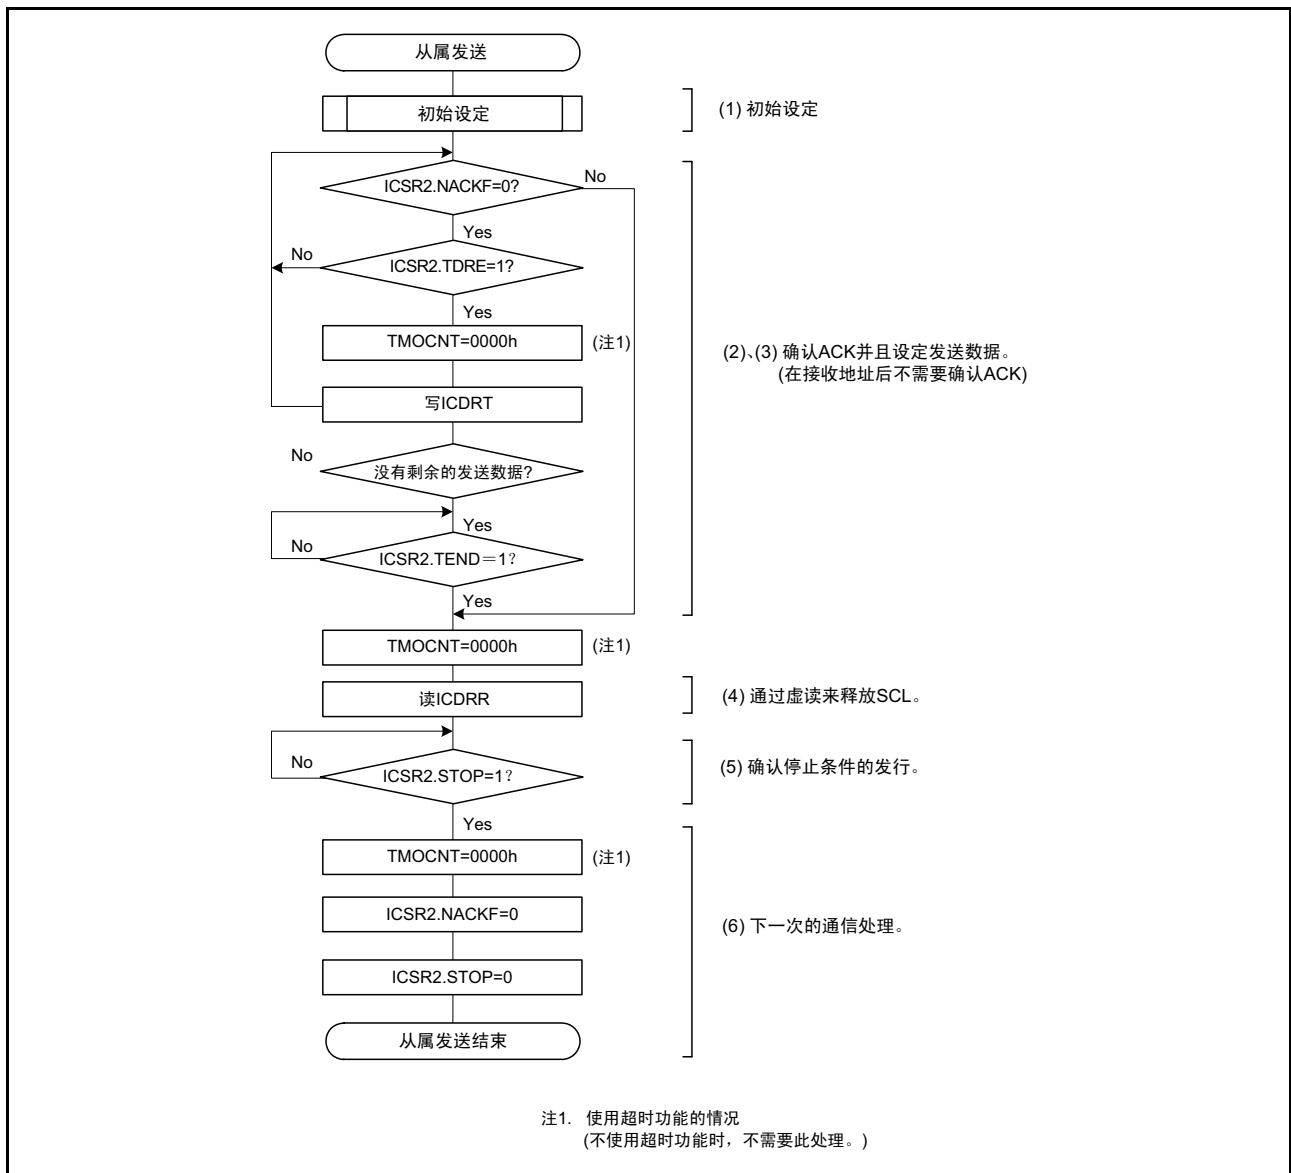 从属发送
初始设定
(1) 初始设定
ICSR2.NACKF=0?
No
Yes
No
ICSR2.TDRE=1?
Yes
TMOCNT=0000h
(注1)
(2)、(3) 确认ACK并且设定发送数据。
(在接收地址后不需要确认ACK)
写ICDRT
No
没有剩余的发送数据?
Yes
No
ICSR2.TEND＝1？
Yes
TMOCNT=0000h
(注1)
读ICDRR
(4) 通过虚读来释放SCL。
No
ICSR2.STOP=1？
(5) 确认停止条件的发行。
Yes
TMOCNT=0000h
(注1)
ICSR2.NACKF=0
(6) 下一次的通信处理。
ICSR2.STOP=0
从属发送结束
注1. 使用超时功能的情况
(不使用超时功能时，不需要此处理。)